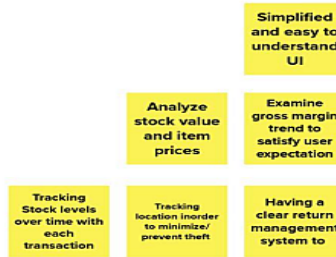 Simplified
and easy to
understand
UI
Analyze
stock value
and item
prices
Examine
gross margin
trend to
satisfy user
expectation
Tracking
Stock levels
over time with
each
transaction
Tracking
location inorder
to minimize/
prevent theft
Having a
clear return
management
system to